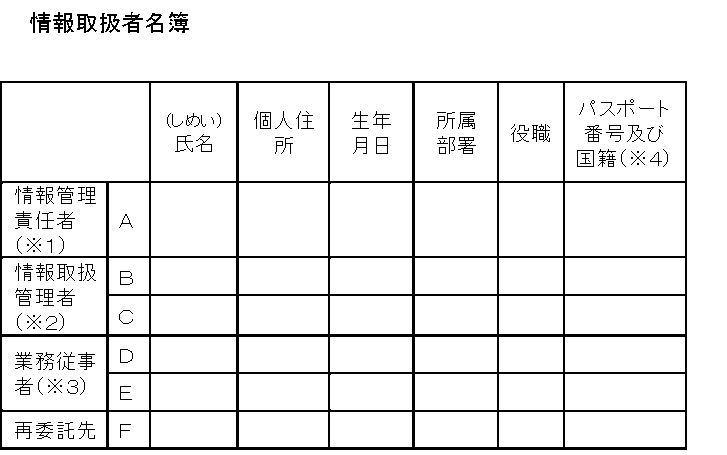 情報取扱者名簿
(しめい)
氏名
個人住
所
生年
月日
所属
部署
役職
パスポート
番号及び
国籍(※4)
情報管理
責任者
(※1)
A
情報取扱
管理者
(※2)
B
C
業務従事
者(※3)
D
E
再委託先
F